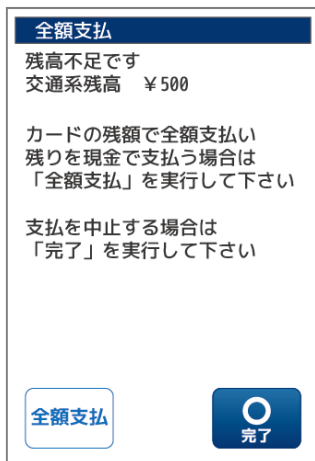 全額支払
残高不足です
交通系残高 ￥500
カードの残額で全額支払い
残りを現金で支払う場合は
「全額支払」を実行して下さい
支払を中止する場合は
「完了」を実行して下さい
全額支払
完了